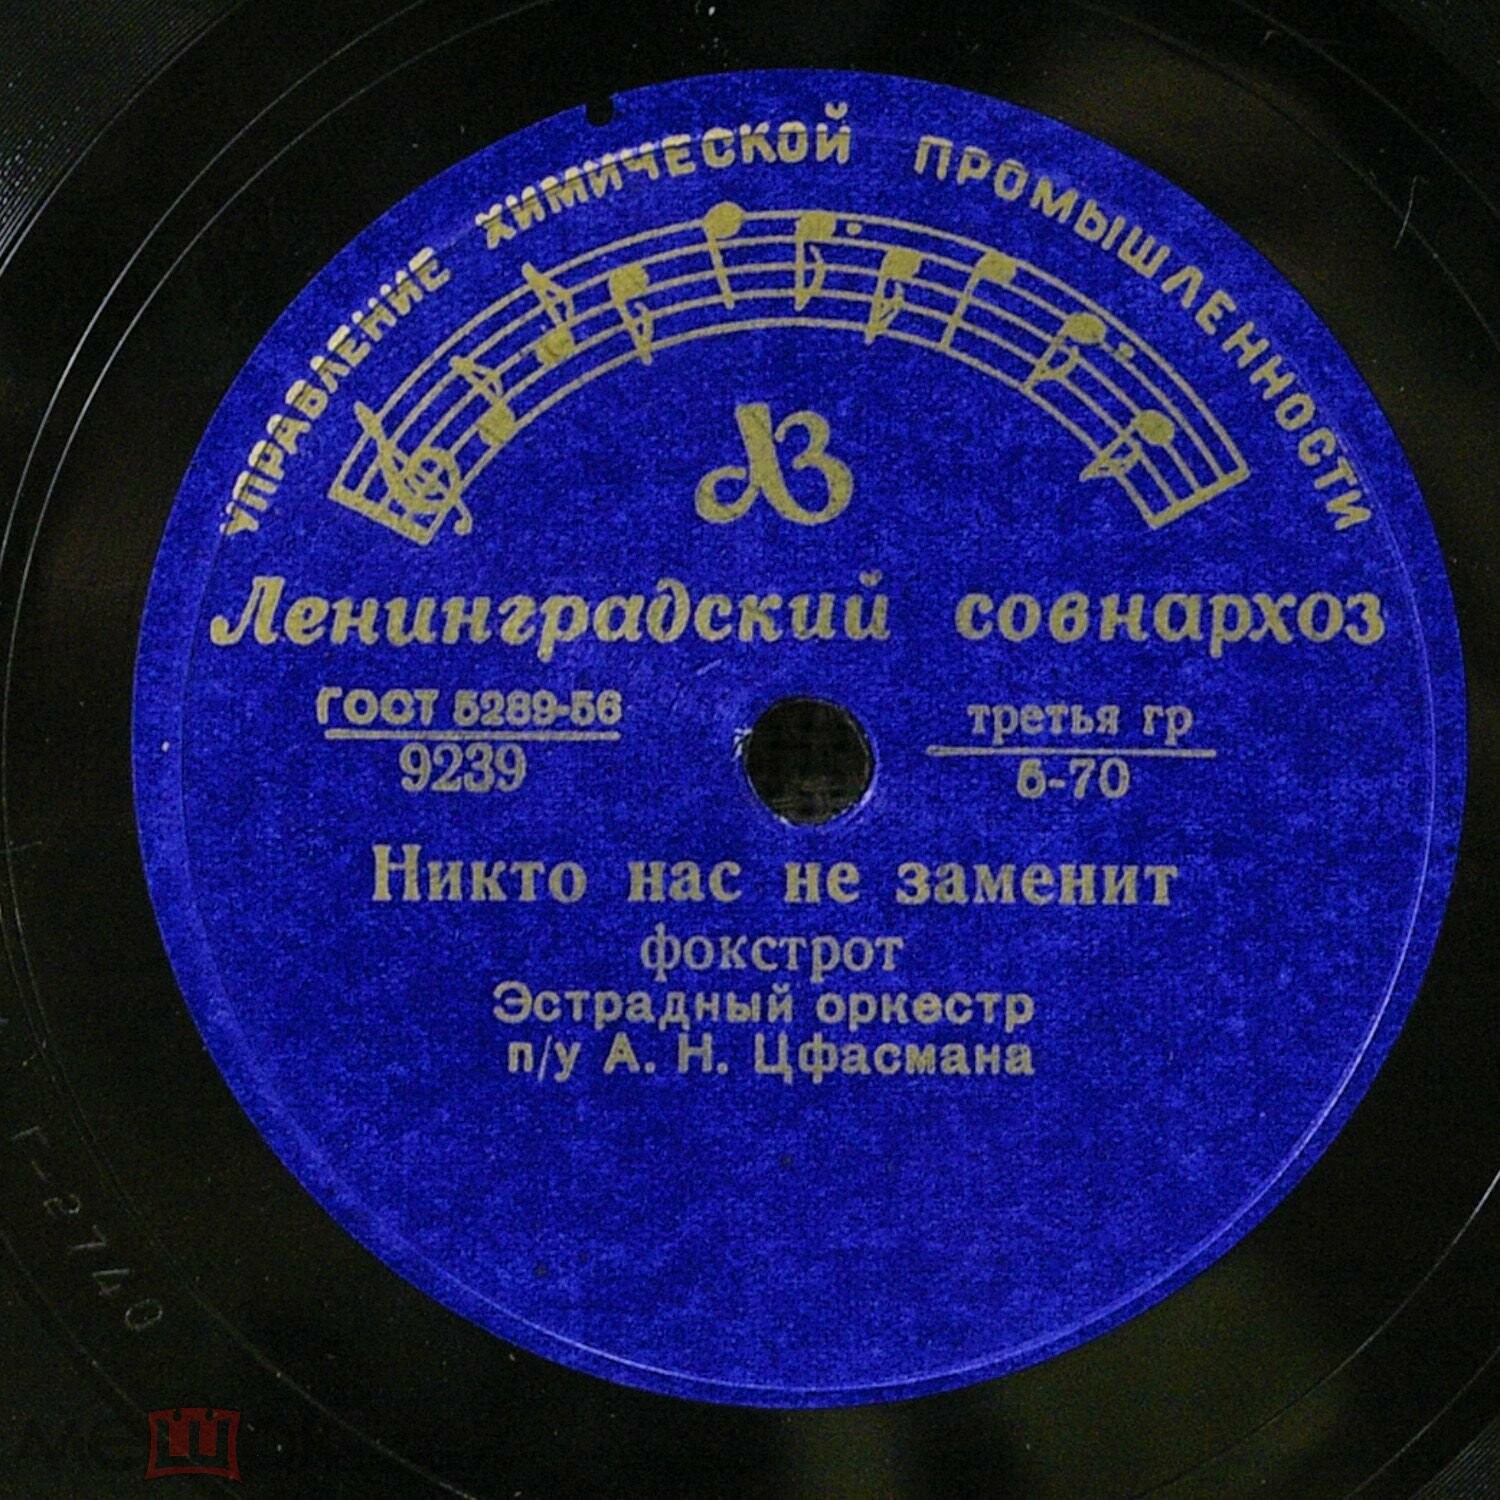 УПРАВЛЕНИЕ ХИМИЧЕСКОЙ ПРОМЫШЛЕННОСТИ
ЛЗ
Ленинградский совнархоз
ГОСТ 5289-56
9239
третья гр
6-70
Никто нас не заменит
фокстрот
Эстрадный оркестр
п/у А. Н. Цфасмана
Г-2140